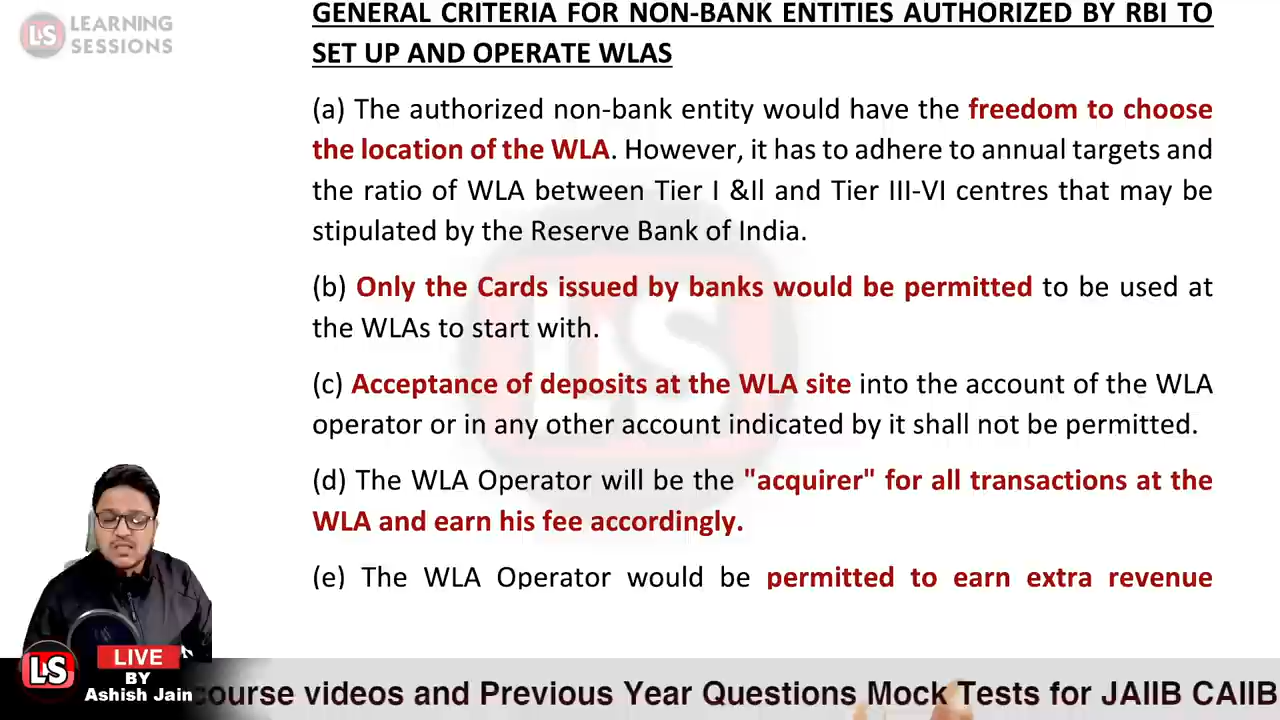 LS LEARNING
SESSIONS
GENERAL CRITERIA FOR NON-BANK ENTITIES AUTHORIZED BY RBI TO
SET UP AND OPERATE WLAS
(a) The authorized non-bank entity would have the freedom to choose
the location of the WLA. However, it has to adhere to annual targets and
the ratio of WLA between Tier I &Il and Tier III-VI centres that may be
stipulated by the Reserve Bank of India.
(b) Only the Cards issued by banks would be permitted to be used at
the WLAs to start with.
(c) Acceptance of deposits at the WLA site into the account of the WLA
operator or in any other account indicated by it shall not be permitted.
(d) The WLA Operator will be the "acquirer" for all transactions at the
WLA and earn his fee accordingly.
(e) The WLA Operator would be permitted to earn extra revenue
LS
LS
LIVE
BY
Ashish Jain
course videos and Previous Year Questions Mock Tests for JAIIB CAIIB